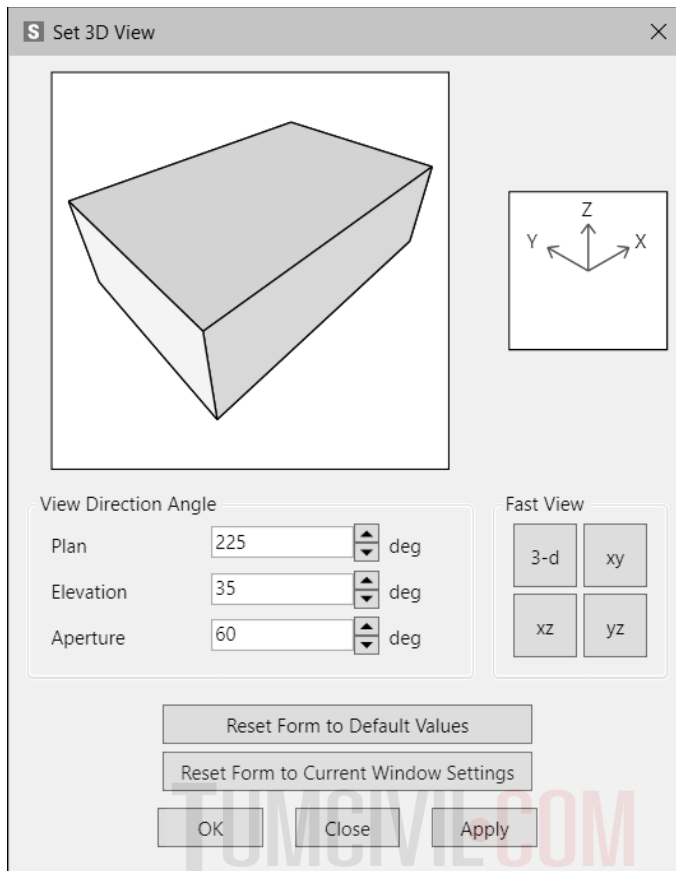 S Set 3D View
Z
Y X
View Direction Angle
Plan 225 deg
Elevation 35 deg
Aperture 60 deg
Fast View
3-d xy
xz yz
Reset Form to Default Values
Reset Form to Current Window Settings
OK Close Apply
TUMCIVIL.COM